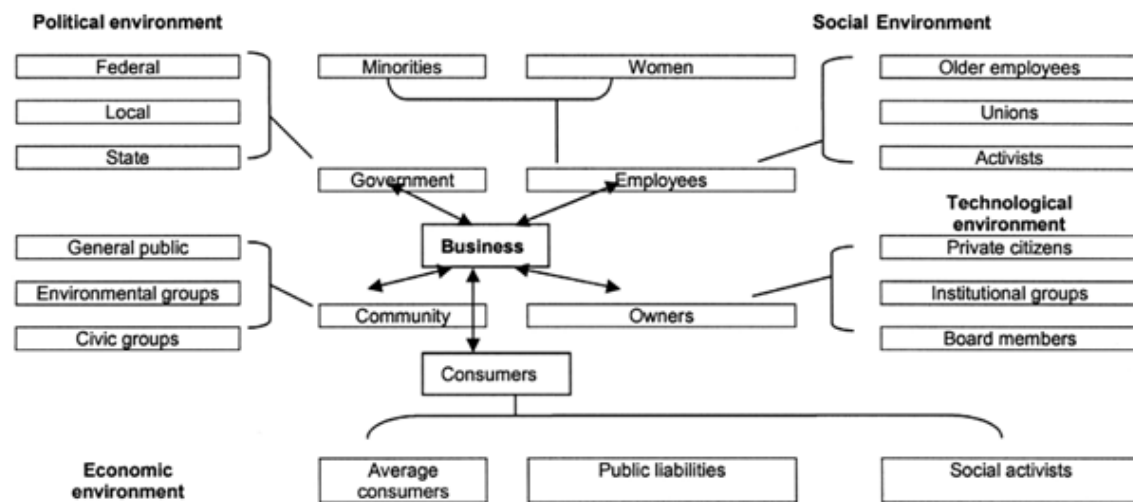 Political environment
Social Environment
Federal
Minorities
Women
Older employees
Local
Unions
State
Activists
Government
Employees
Technological
environment
Business
General public
Private citizens
Environmental groups
Institutional groups
Community
Owners
Civic groups
Board members
Consumers
Economic
environment
Average
consumers
Public liabilities
Social activists